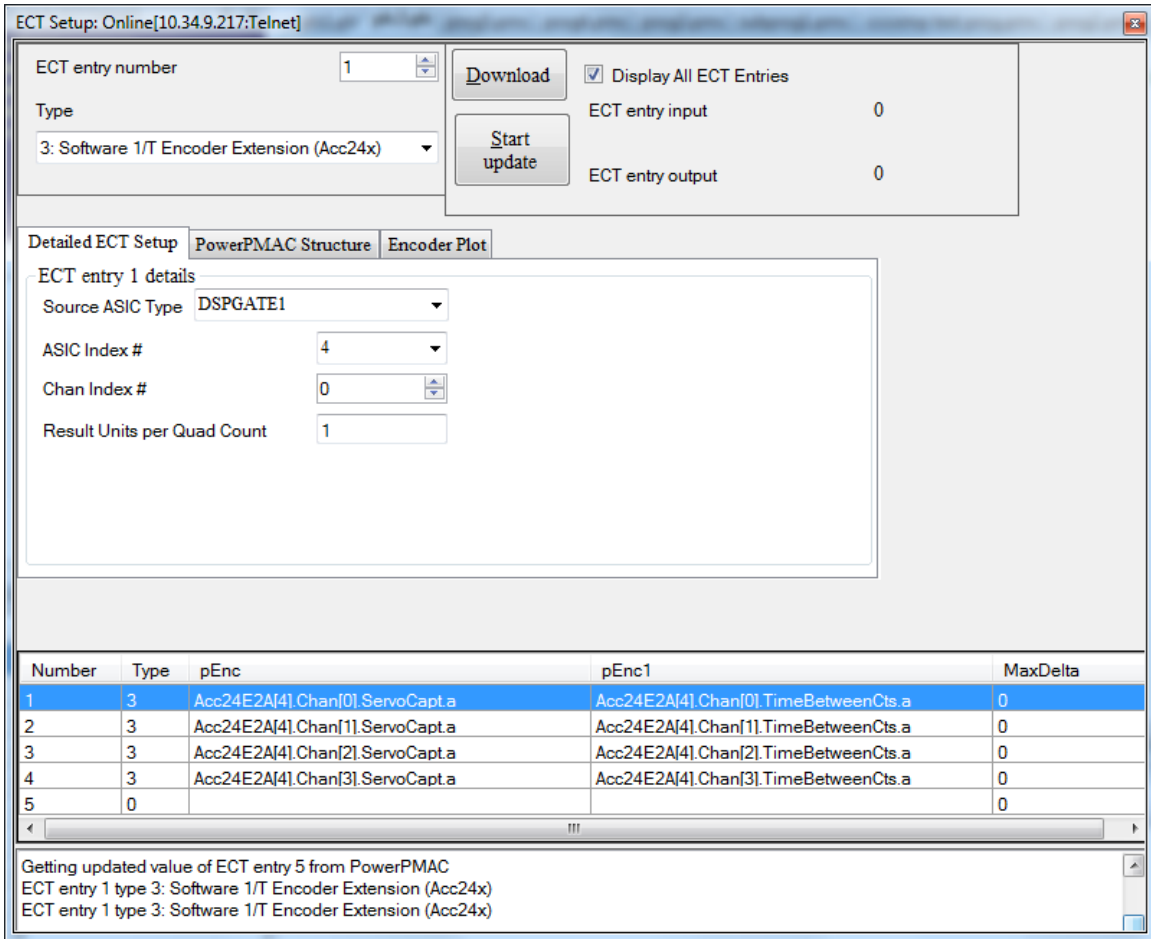 ECT Setup: Online[10.34.9.217:Telnet]
ECT entry number 1
Type
3: Software 1/T Encoder Extension (Acc24x)
Download
Start
update
Display All ECT Entries
ECT entry input 0
ECT entry output 0
Detailed ECT Setup PowerPMAC Structure Encoder Plot
ECT entry 1 details
Source ASIC Type DSPGATE1
ASIC Index # 4
Chan Index # 0
Result Units per Quad Count 1
Number Type pEnc pEnc1 MaxDelta
1 3 Acc24E2A[4].Chan[0].ServoCapt.a Acc24E2A[4].Chan[0].TimeBetweenCts.a 0
2 3 Acc24E2A[4].Chan[1].ServoCapt.a Acc24E2A[4].Chan[1].TimeBetweenCts.a 0
3 3 Acc24E2A[4].Chan[2].ServoCapt.a Acc24E2A[4].Chan[2].TimeBetweenCts.a 0
4 3 Acc24E2A[4].Chan[3].ServoCapt.a Acc24E2A[4].Chan[3].TimeBetweenCts.a 0
5 0 0
Getting updated value of ECT entry 5 from PowerPMAC
ECT entry 1 type 3: Software 1/T Encoder Extension (Acc24x)
ECT entry 1 type 3: Software 1/T Encoder Extension (Acc24x)